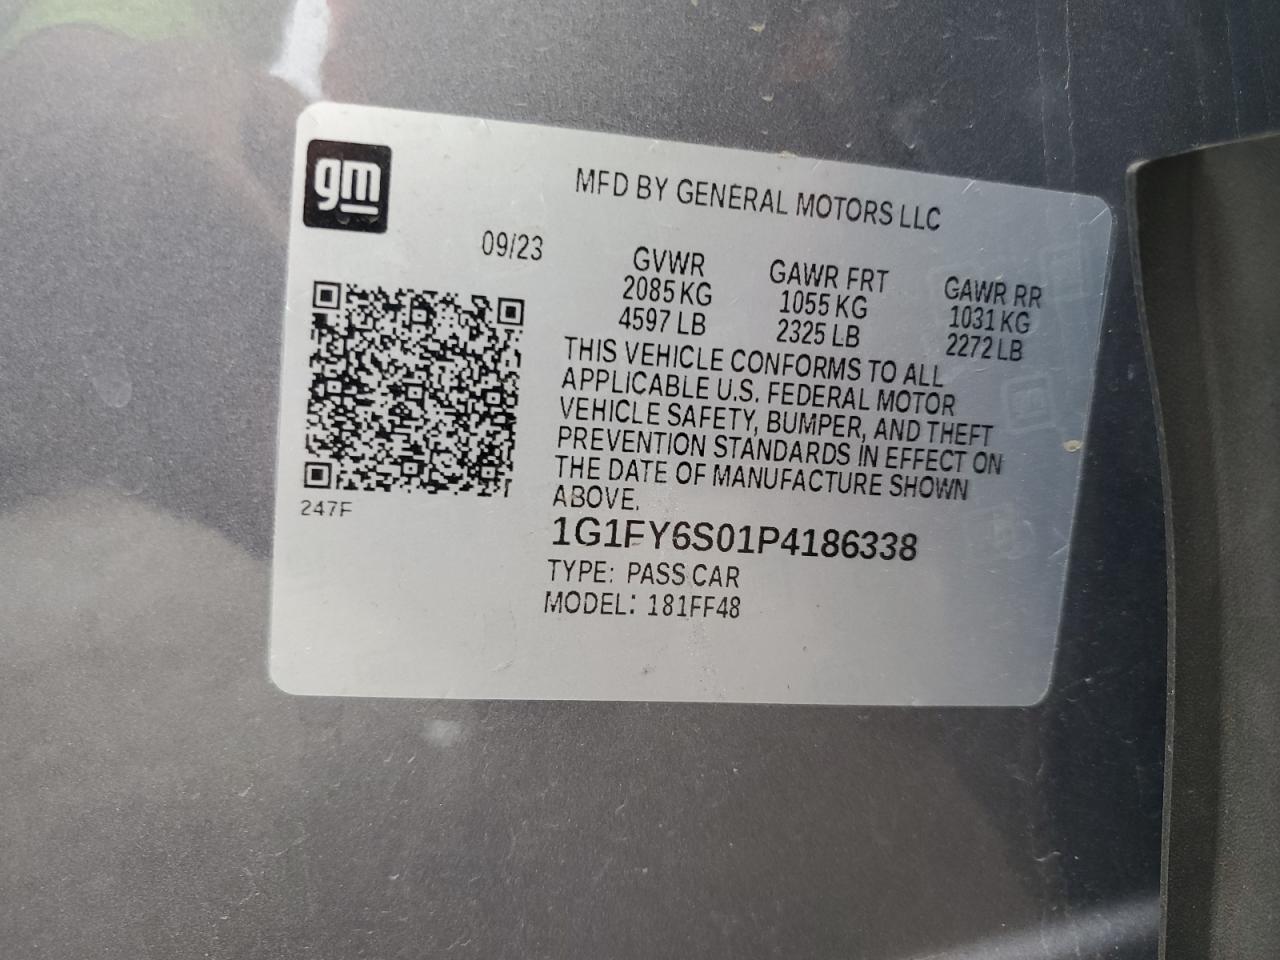 gm
MFD BY GENERAL MOTORS LLC
09/23
GVWR
2085 KG
4597 LB
GAWR FRT
1055 KG
2325 LB
GAWR RR
1031 KG
2272 LB
THIS VEHICLE CONFORMS TO ALL
APPLICABLE U.S. FEDERAL MOTOR
VEHICLE SAFETY, BUMPER, AND THEFT
PREVENTION STANDARDS IN EFFECT ON
THE DATE OF MANUFACTURE SHOWN
ABOVE.
247F
1G1FY6S01P4186338
TYPE: PASS CAR
MODEL: 181FF48